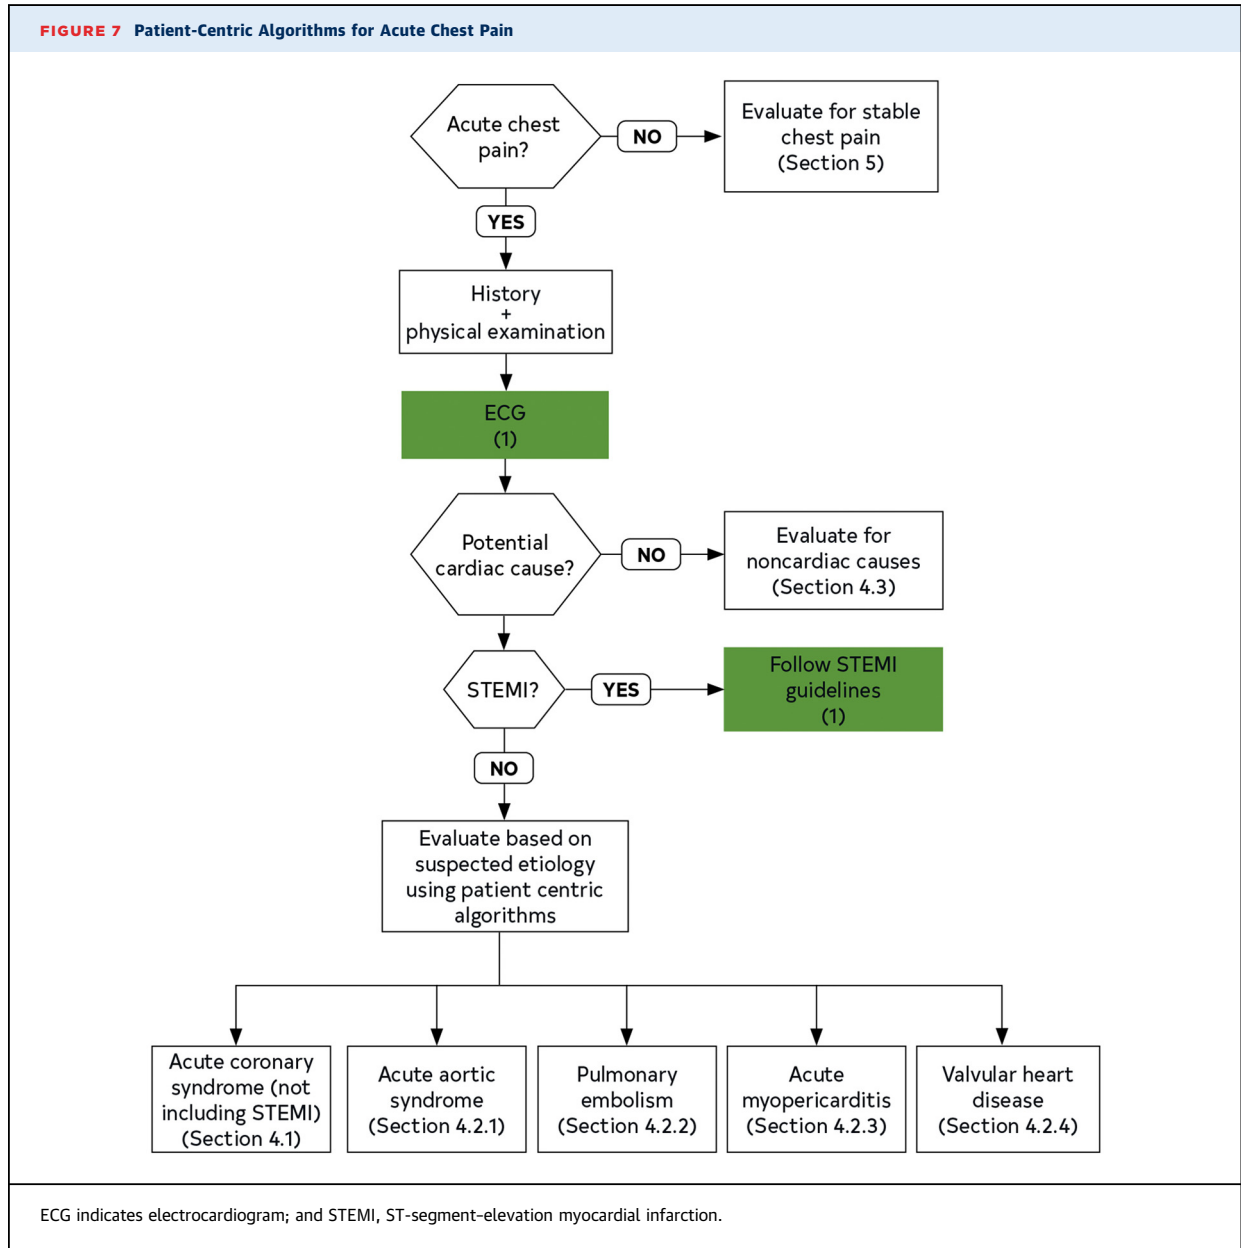 FIGURE 7 Patient-Centric Algorithms for Acute Chest Pain
Acute chest
pain?
NO
Evaluate for stable
chest pain
(Section 5)
YES
History
+
physical examination
ECG
(1)
Potential
cardiac cause?
NO
Evaluate for
noncardiac causes
(Section 4.3)
STEMI?
YES
Follow STEMI
guidelines
(1)
NO
Evaluate based on
suspected etiology
using patient centric
algorithms
Acute coronary
syndrome (not
including STEMI)
(Section 4.1)
Acute aortic
syndrome
(Section 4.2.1)
Pulmonary
embolism
(Section 4.2.2)
Acute
myopericarditis
(Section 4.2.3)
Valvular heart
disease
(Section 4.2.4)
ECG indicates electrocardiogram; and STEMI, ST-segment-elevation myocardial infarction.